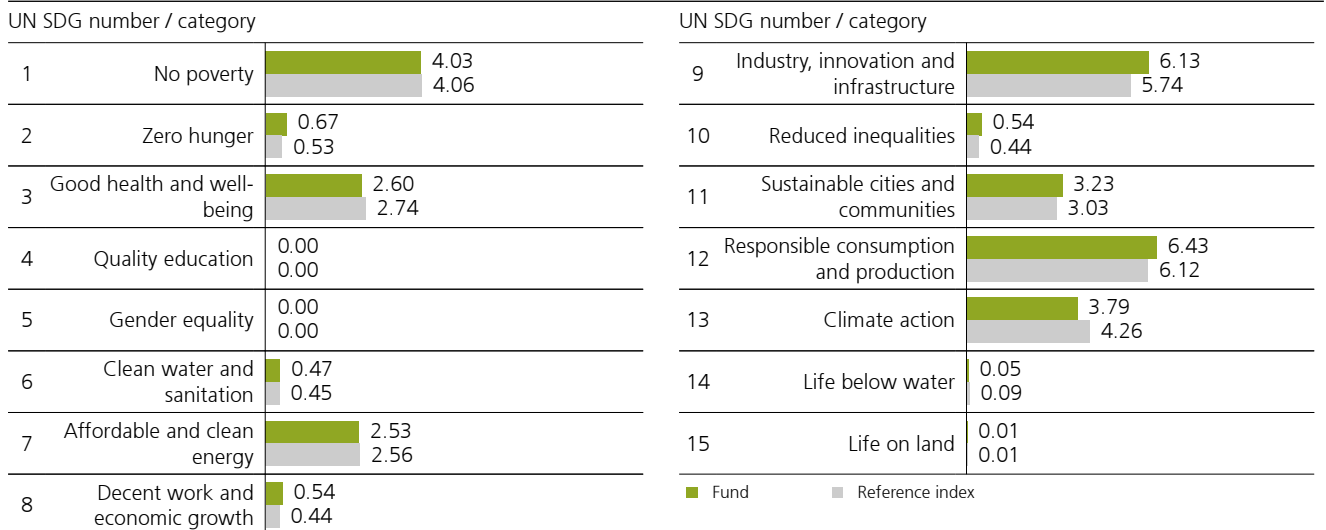 UN SDG number / category
1 No poverty 4.03
4.06
2 Zero hunger 0.67
0.53
3 Good health and well- 2.60
being 2.74
4 Quality education 0.00
0.00
5 Gender equality 0.00
0.00
6 Clean water and 0.47
sanitation 0.45
7 Affordable and clean 2.53
energy 2.56
8 Decent work and 0.54
economic growth 0.44
UN SDG number / category
9 Industry, innovation and 6.13
infrastructure 5.74
10 Reduced inequalities 0.54
0.44
11 Sustainable cities and 3.23
communities 3.03
12 Responsible consumption 6.43
and production 6.12
13 Climate action 3.79
4.26
14 Life below water 0.05
0.09
15 Life on land 0.01
0.01
Fund Reference index